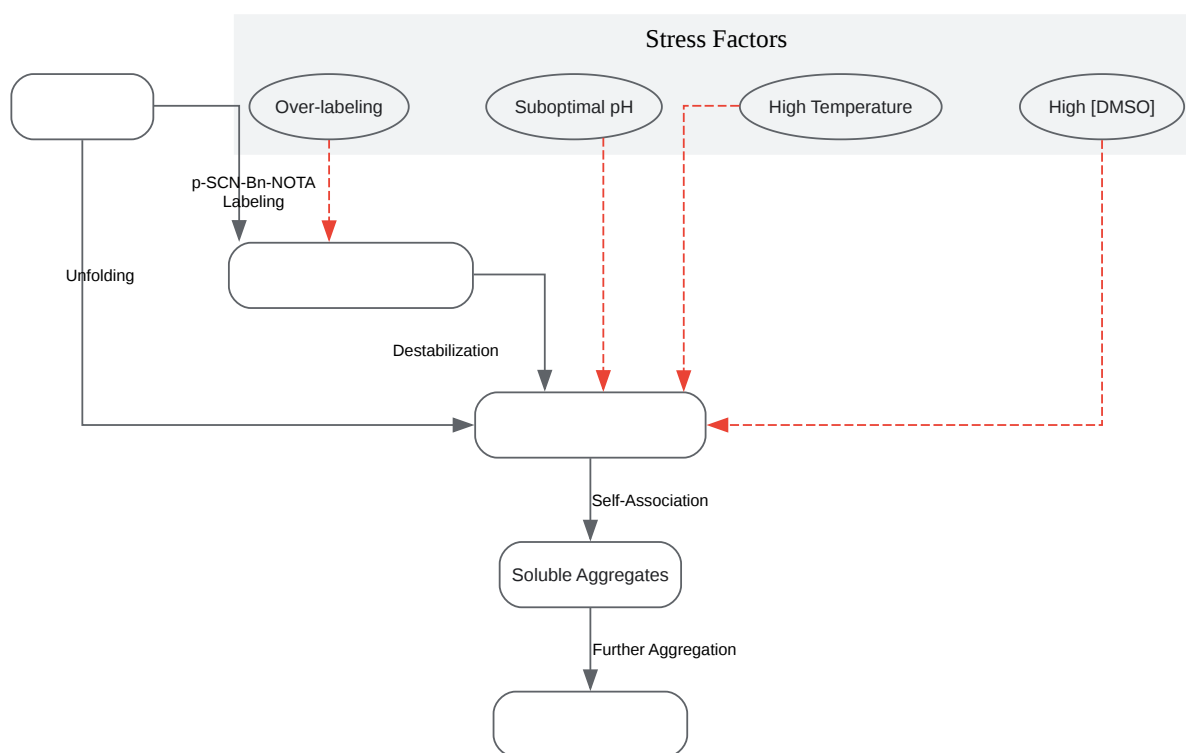 Stress Factors
Over-labeling
Suboptimal pH
High Temperature
High [DMSO]
p-SCN-Bn-NOTA
Labeling
Unfolding
Destabilization
Self-Association
Soluble Aggregates
Further Aggregation